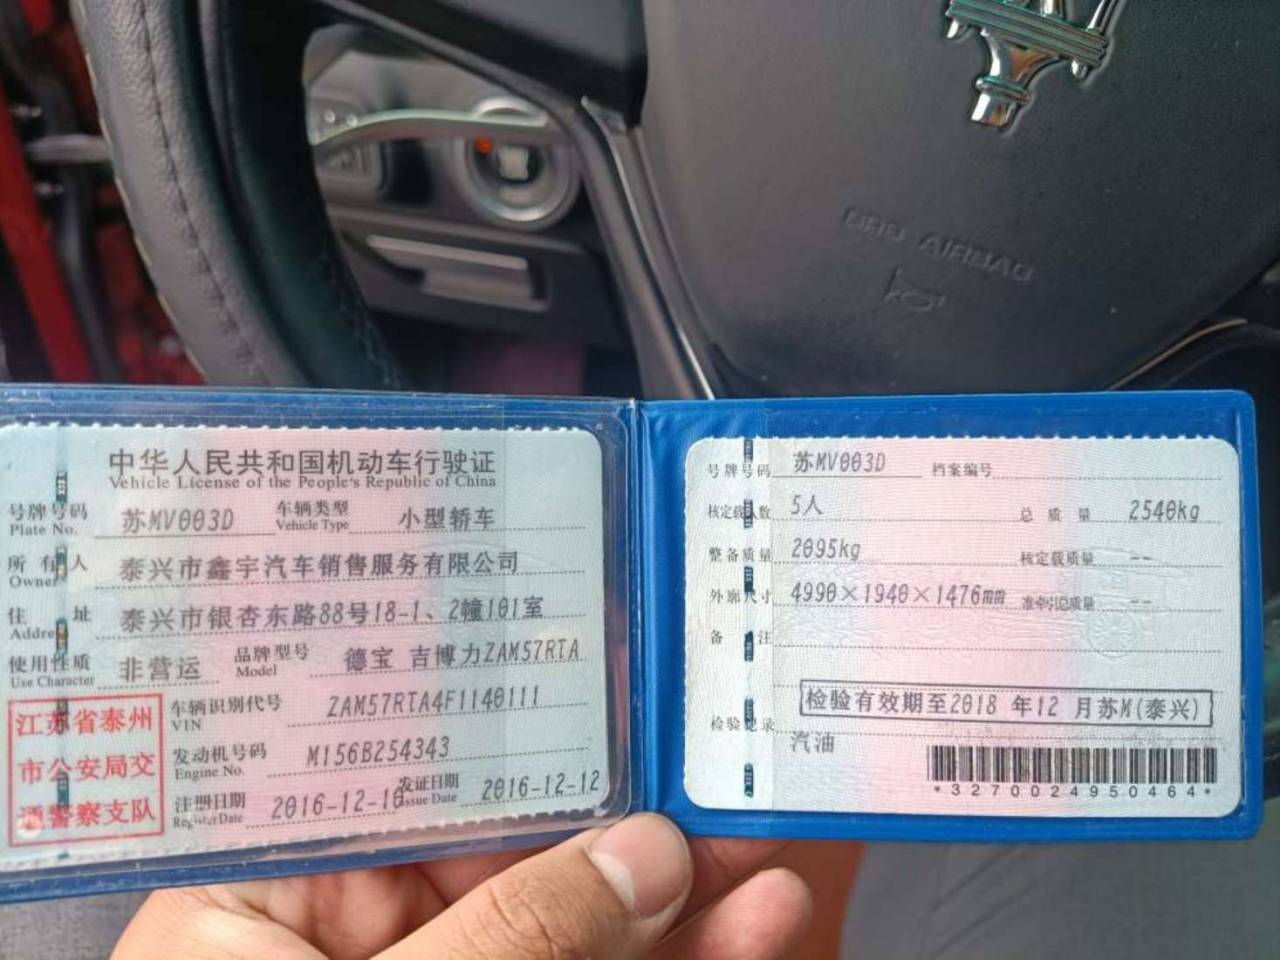 SRS AIRBAG
中华人民共和国机动车行驶证
Vehicle License of the People's Republic of China
号牌号码 苏MV003D 车辆类型 小型轿车
Plate No. Vehicle Type
所有人 泰兴市鑫宇汽车销售服务有限公司
Owner
住址 泰兴市银杏东路88号18-1、2幢101室
Address
使用性质 非营运 品牌型号 德宝 吉博力ZAM57RTA
Use Character Model
江苏省泰州
市公安局交
通警察支队
车辆识别代号 ZAM57RTA4F1140111
VIN
发动机号码 M156B254343
Engine No.
注册日期 2016-12-10 发证日期 2016-12-12
Register Date Issue Date
号牌号码 苏MV003D 档案编号
核定载人数 5人 总质量 2540kg
整备质量 2095kg 核定载质量 --
外廓尺寸 4990×1940×1476mm 准牵引总质量 --
备注
检验有效期至2018 年12 月苏M(泰兴)
检验记录
汽油
*3270024950464*